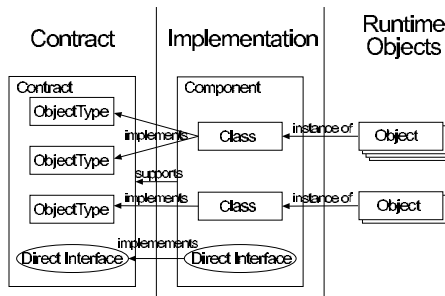 Contract
Implementation
Runtime
Objects
Contract
Component
ObjectType
implements
Class
instance of
Object
ObjectType
supports
ObjectType
implements
Class
instance of
Object
implemements
Direct Interface
Direct Interface